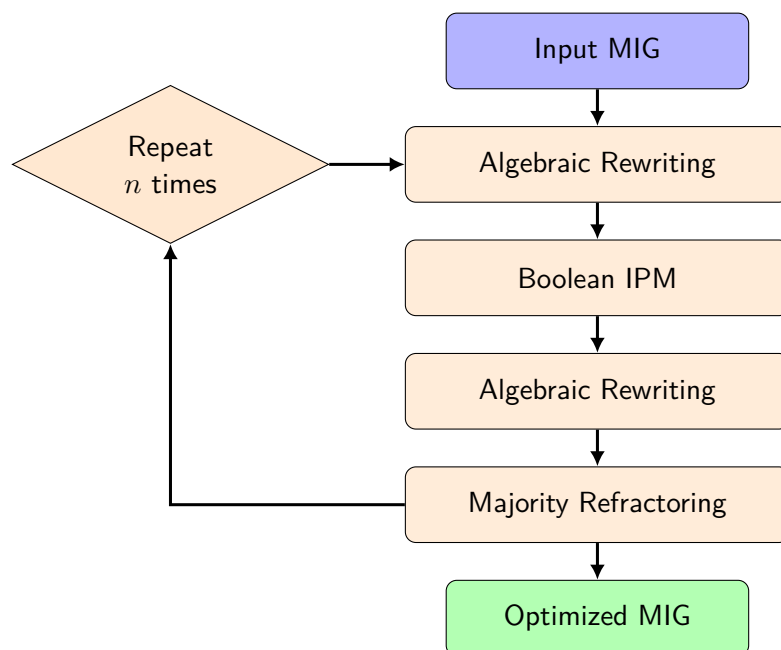 Input MIG
Repeat
n times
Algebraic Rewriting
Boolean IPM
Algebraic Rewriting
Majority Refractoring
Optimized MIG